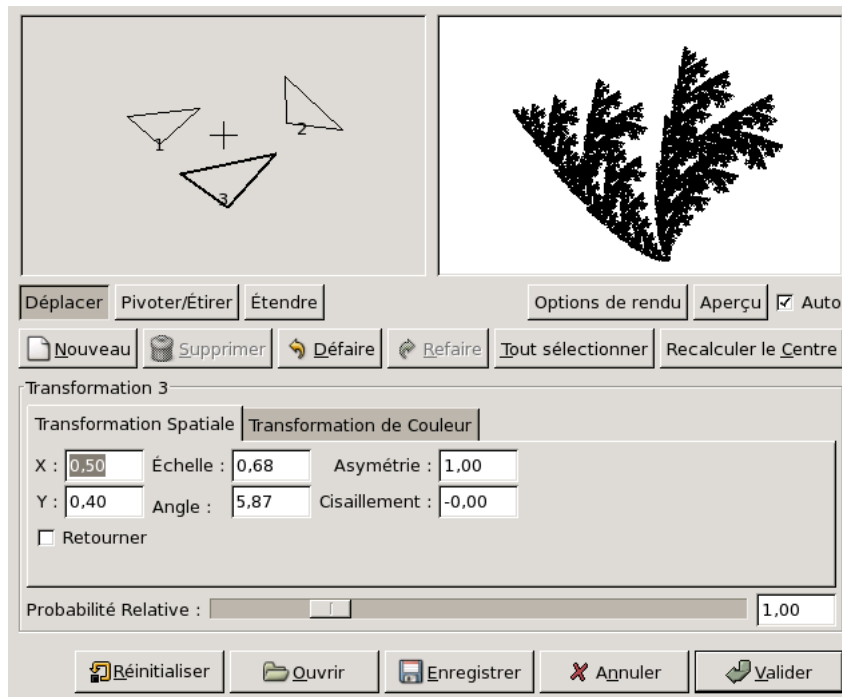 1
2
3
Déplacer Pivoter/Étirer Étendre Options de rendu Aperçu Auto
Nouveau Supprimer Défaire Refaire Tout sélectionner Recalculer le Centre
Transformation 3
Transformation Spatiale Transformation de Couleur
X : 0,50 Échelle : 0,68 Asymétrie : 1,00
Y : 0,40 Angle : 5,87 Cisaillement : -0,00
Retourner
Probabilité Relative : 1,00
Réinitialiser Ouvrir Enregistrer Annuler Valider